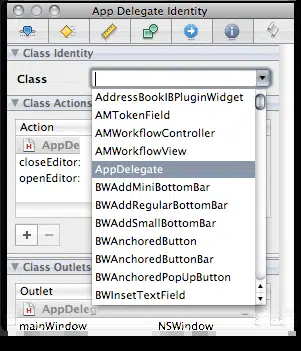 App Delegate Identity
Class Identity
Class
AddressBookIBPluginWidget
AMTokenField
AMWorkflowController
AMWorkflowView
AppDelegate
BWAddMiniBottomBar
BWAddRegularBottomBar
BWAddSmallBottomBar
BWAnchoredButton
BWAnchoredButtonBar
BWAnchoredPopUpButton
BWInsetTextField
Class Actions
Action
AppDe
closeEditor:
openEditor:
Class Outlets
Outlet
AppDeleg
mainWindow NSWindow